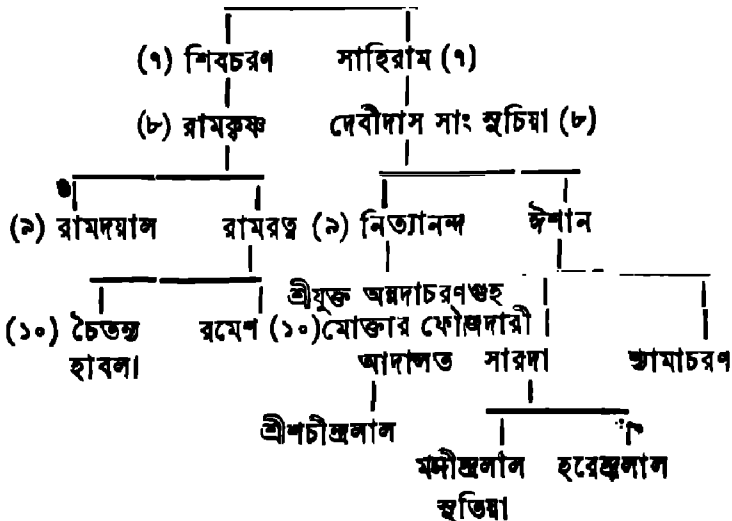 (৭) শিবচরণ সাহিরাম (৭)
(৮) রামকৃষ্ণ দেবীদাস সাং সুচিয়া (৮)
(৯) রামদয়াল রামরত্ন (৯) নিত্যানন্দ ঈশান
শ্রীযুক্ত অন্নদাচরণগুহ
(১০) চৈতন্য রমেশ (১০) মোক্তার ফৌজদারী
হাবলা আদালত সারদা শ্যামাচরণ
শ্রীশচীন্দ্রলাল
মণীন্দ্রলাল হরেন্দ্রলাল
সুচিয়া